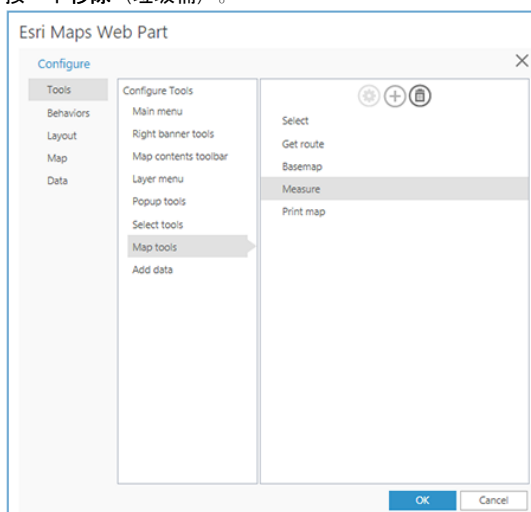 Esri Maps Web Part
Configure
Tools
Behaviors
Layout
Map
Data
Configure Tools
Main menu
Right banner tools
Map contents toolbar
Layer menu
Popup tools
Select tools
Map tools
Add data
Select
Get route
Basemap
Measure
Print map
OK
Cancel